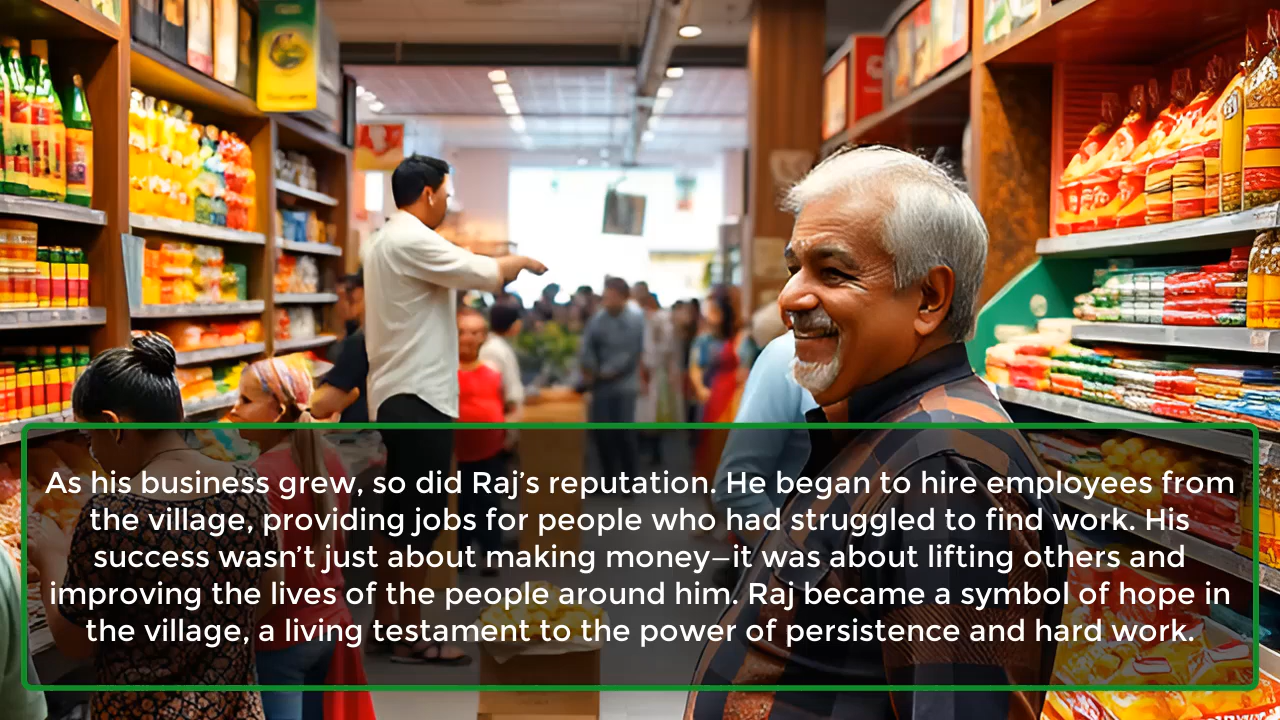 As his business grew, so did Raj’s reputation. He began to hire employees from
the village, providing jobs for people who had struggled to find work. His
success wasn’t just about making money—it was about lifting others and
improving the lives of the people around him. Raj became a symbol of hope in
the village, a living testament to the power of persistence and hard work.